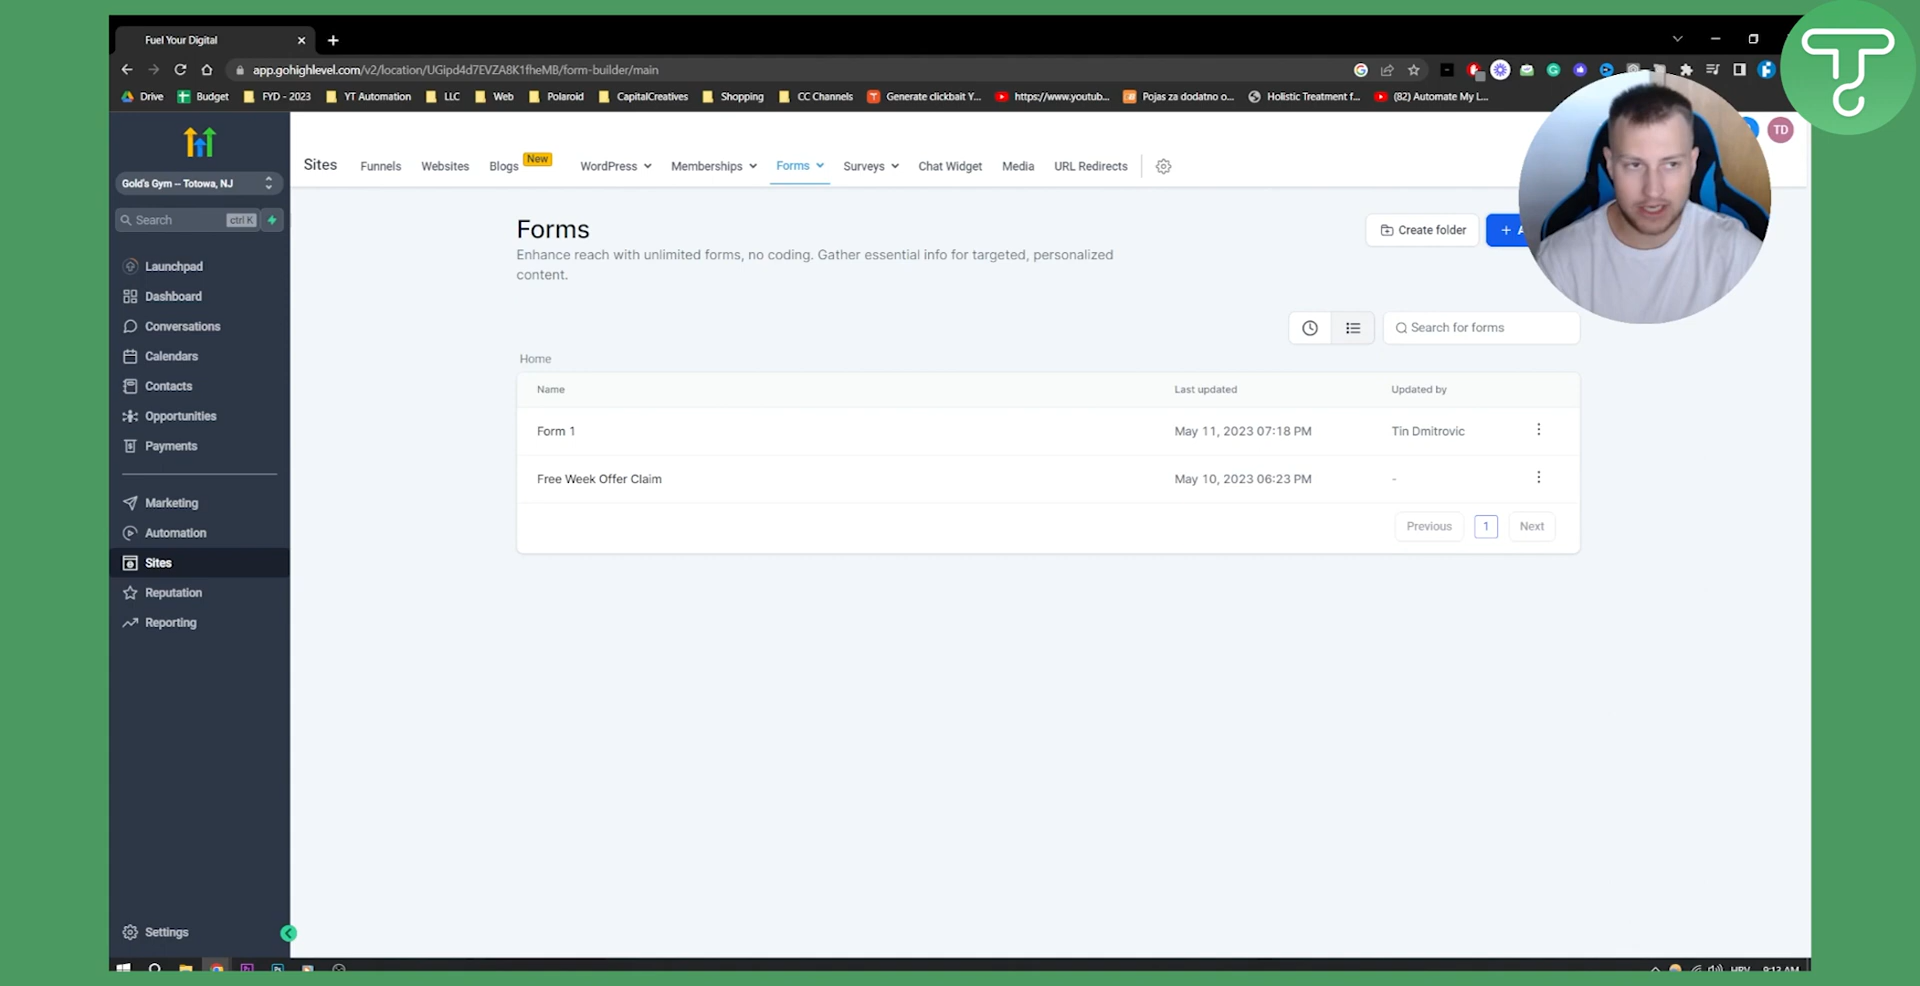 Fuel Your Digital
app.gohighlevel.com/v2/location/UGipd4d7EVZA8K1fheMB/form-builder/main
Drive Budget FYD - 2023 YT Automation LLC Web Polaroid CapitalCreatives Shopping CC Channels Generate clickbait Y... https://www.youtub... Pojas za dodatno o... Holistic Treatment f... (82) Automate My L...
TD
Gold's Gym – Totowa, NJ
Search ctrl K
Launchpad
Dashboard
Conversations
Calendars
Contacts
Opportunities
Payments
Marketing
Automation
Sites
Reputation
Reporting
Settings
Sites Funnels Websites Blogs New WordPress Memberships Forms Surveys Chat Widget Media URL Redirects
Forms
Enhance reach with unlimited forms, no coding. Gather essential info for targeted, personalized
content.
Create folder
+ A
Search for forms
Home
Name Last updated Updated by
Form 1 May 11, 2023 07:18 PM Tin Dmitrovic
Free Week Offer Claim May 10, 2023 06:23 PM -
Previous 1 Next
HRV 9:13 AM